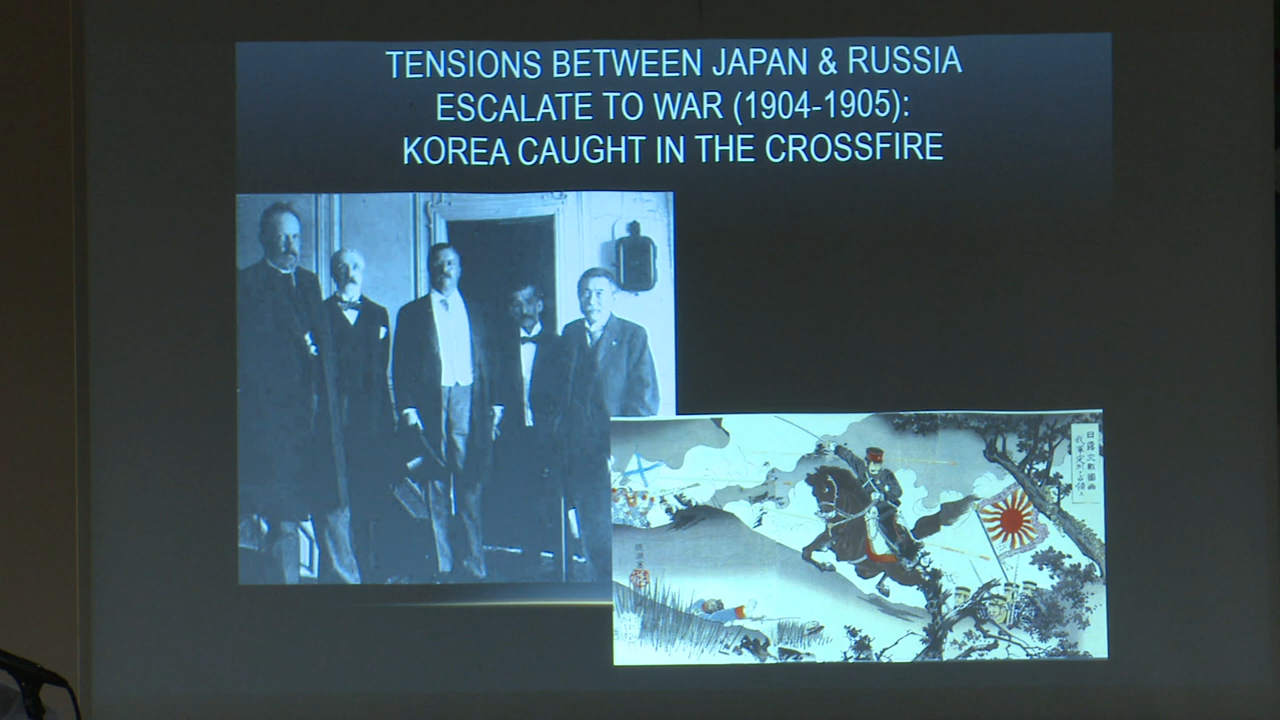 TENSIONS BETWEEN JAPAN & RUSSIA
ESCALATE TO WAR (1904-1905):
KOREA CAUGHT IN THE CROSSFIRE